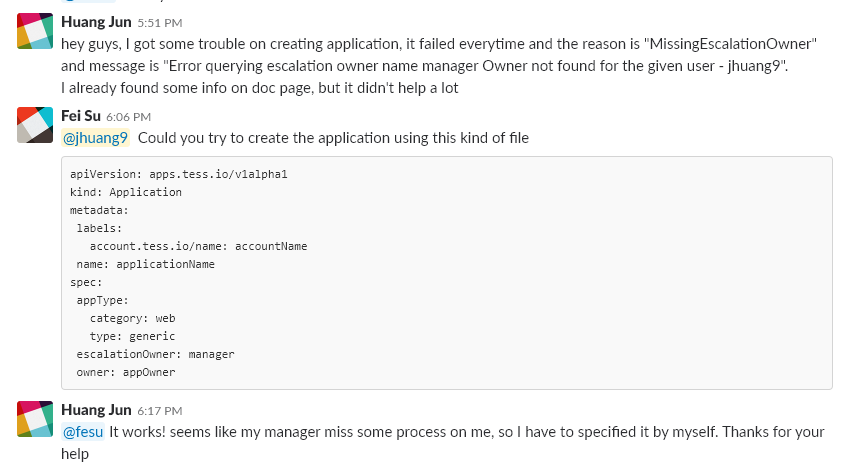 Huang Jun 5:51 PM
hey guys, I got some trouble on creating application, it failed everytime and the reason is "MissingEscalationOwner"
and message is "Error querying escalation owner name manager Owner not found for the given user - jhuang9".
I already found some info on doc page, but it didn't help a lot
Fei Su 6:06 PM
@jhuang9 Could you try to create the application using this kind of file
apiVersion: apps.tess.io/v1alpha1
kind: Application
metadata:
 labels:
   account.tess.io/name: accountName
 name: applicationName
spec:
 appType:
   category: web
   type: generic
 escalationOwner: manager
 owner: appOwner
Huang Jun 6:17 PM
@fesu It works! seems like my manager miss some process on me, so I have to specified it by myself. Thanks for your
help